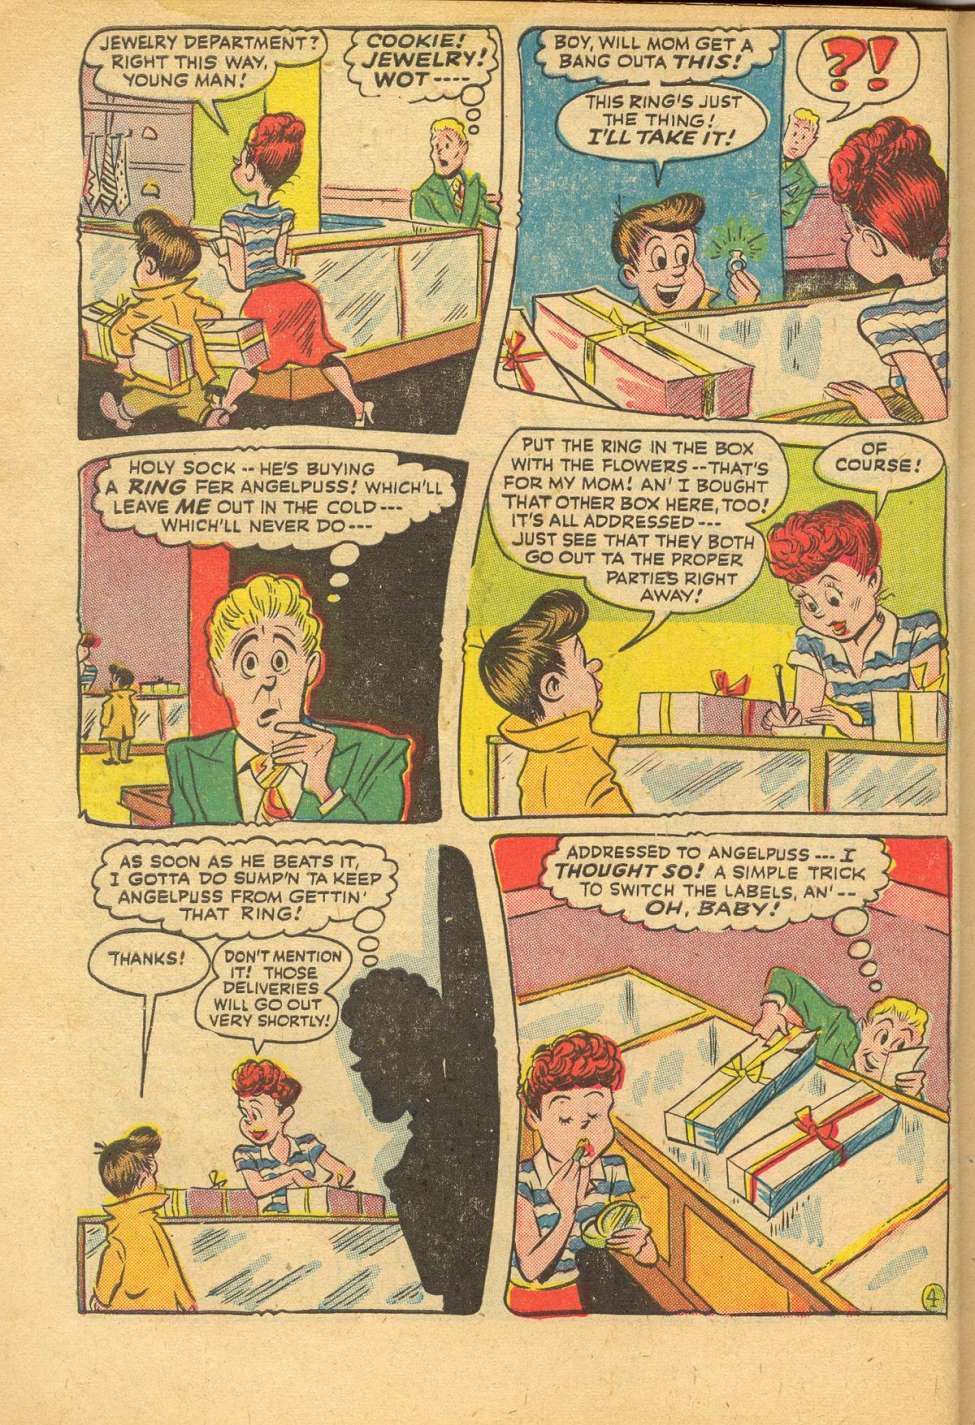 JEWELRY DEPARTMENT?
RIGHT THIS WAY,
YOUNG MAN!
COOKIE!
JEWELRY!
WOT ----
BOY, WILL MOM GET A
BANG OUTA THIS!
THIS RING'S JUST
THE THING!
I'LL TAKE IT!
?!
HOLY SOCK -- HE'S BUYING
A RING FER ANGELPUSS! WHICH'LL
LEAVE ME OUT IN THE COLD ---
WHICH'LL NEVER DO ---
PUT THE RING IN THE BOX
WITH THE FLOWERS -- THAT'S
FOR MY MOM! AN' I BOUGHT
THAT OTHER BOX HERE, TOO!
IT'S ALL ADDRESSED ---
JUST SEE THAT THEY BOTH
GO OUT TA THE PROPER
PARTIES RIGHT
AWAY!
OF
COURSE!
AS SOON AS HE BEATS IT,
I GOTTA DO SUMP'N TA KEEP
ANGELPUSS FROM GETTIN'
THAT RING!
THANKS!
DON'T MENTION
IT! THOSE
DELIVERIES
WILL GO OUT
VERY SHORTLY!
ADDRESSED TO ANGELPUSS --- I
THOUGHT SO! A SIMPLE TRICK
TO SWITCH THE LABELS, AN' --
OH, BABY!
4